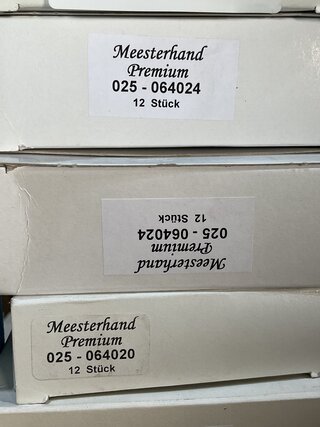 Meesterhand
Premium
025 - 064024
12 Stück
Meesterhand
Premium
025 - 064024
12 Stück
Meesterhand
Premium
025 - 064020
12 Stück